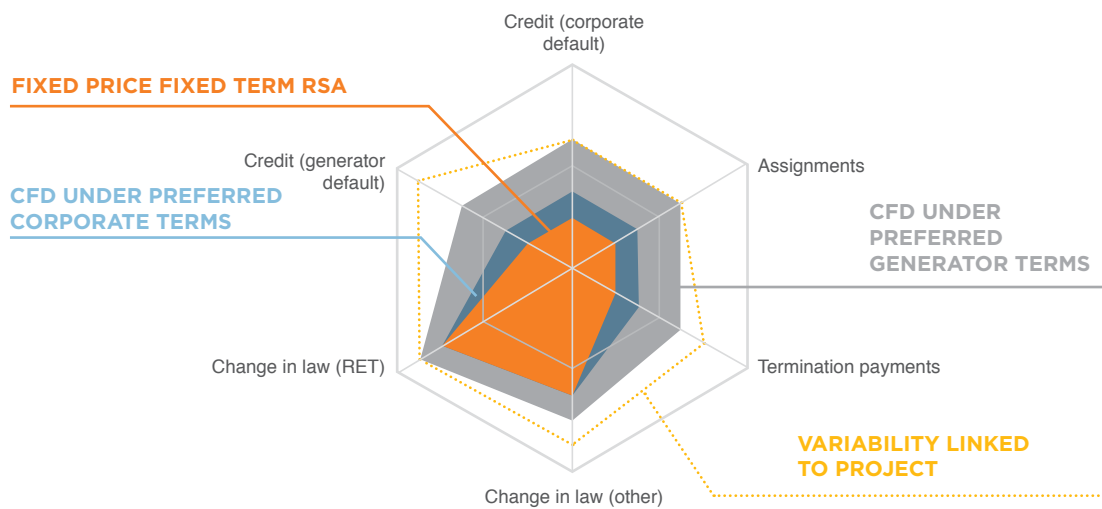 Credit (corporate
default)
FIXED PRICE FIXED TERM RSA
Credit (generator
default)
Assignments
CFD UNDER PREFERRED
CORPORATE TERMS
CFD UNDER
PREFERRED
GENERATOR TERMS
Change in law (RET)
Termination payments
VARIABILITY LINKED
TO PROJECT
Change in law (other)